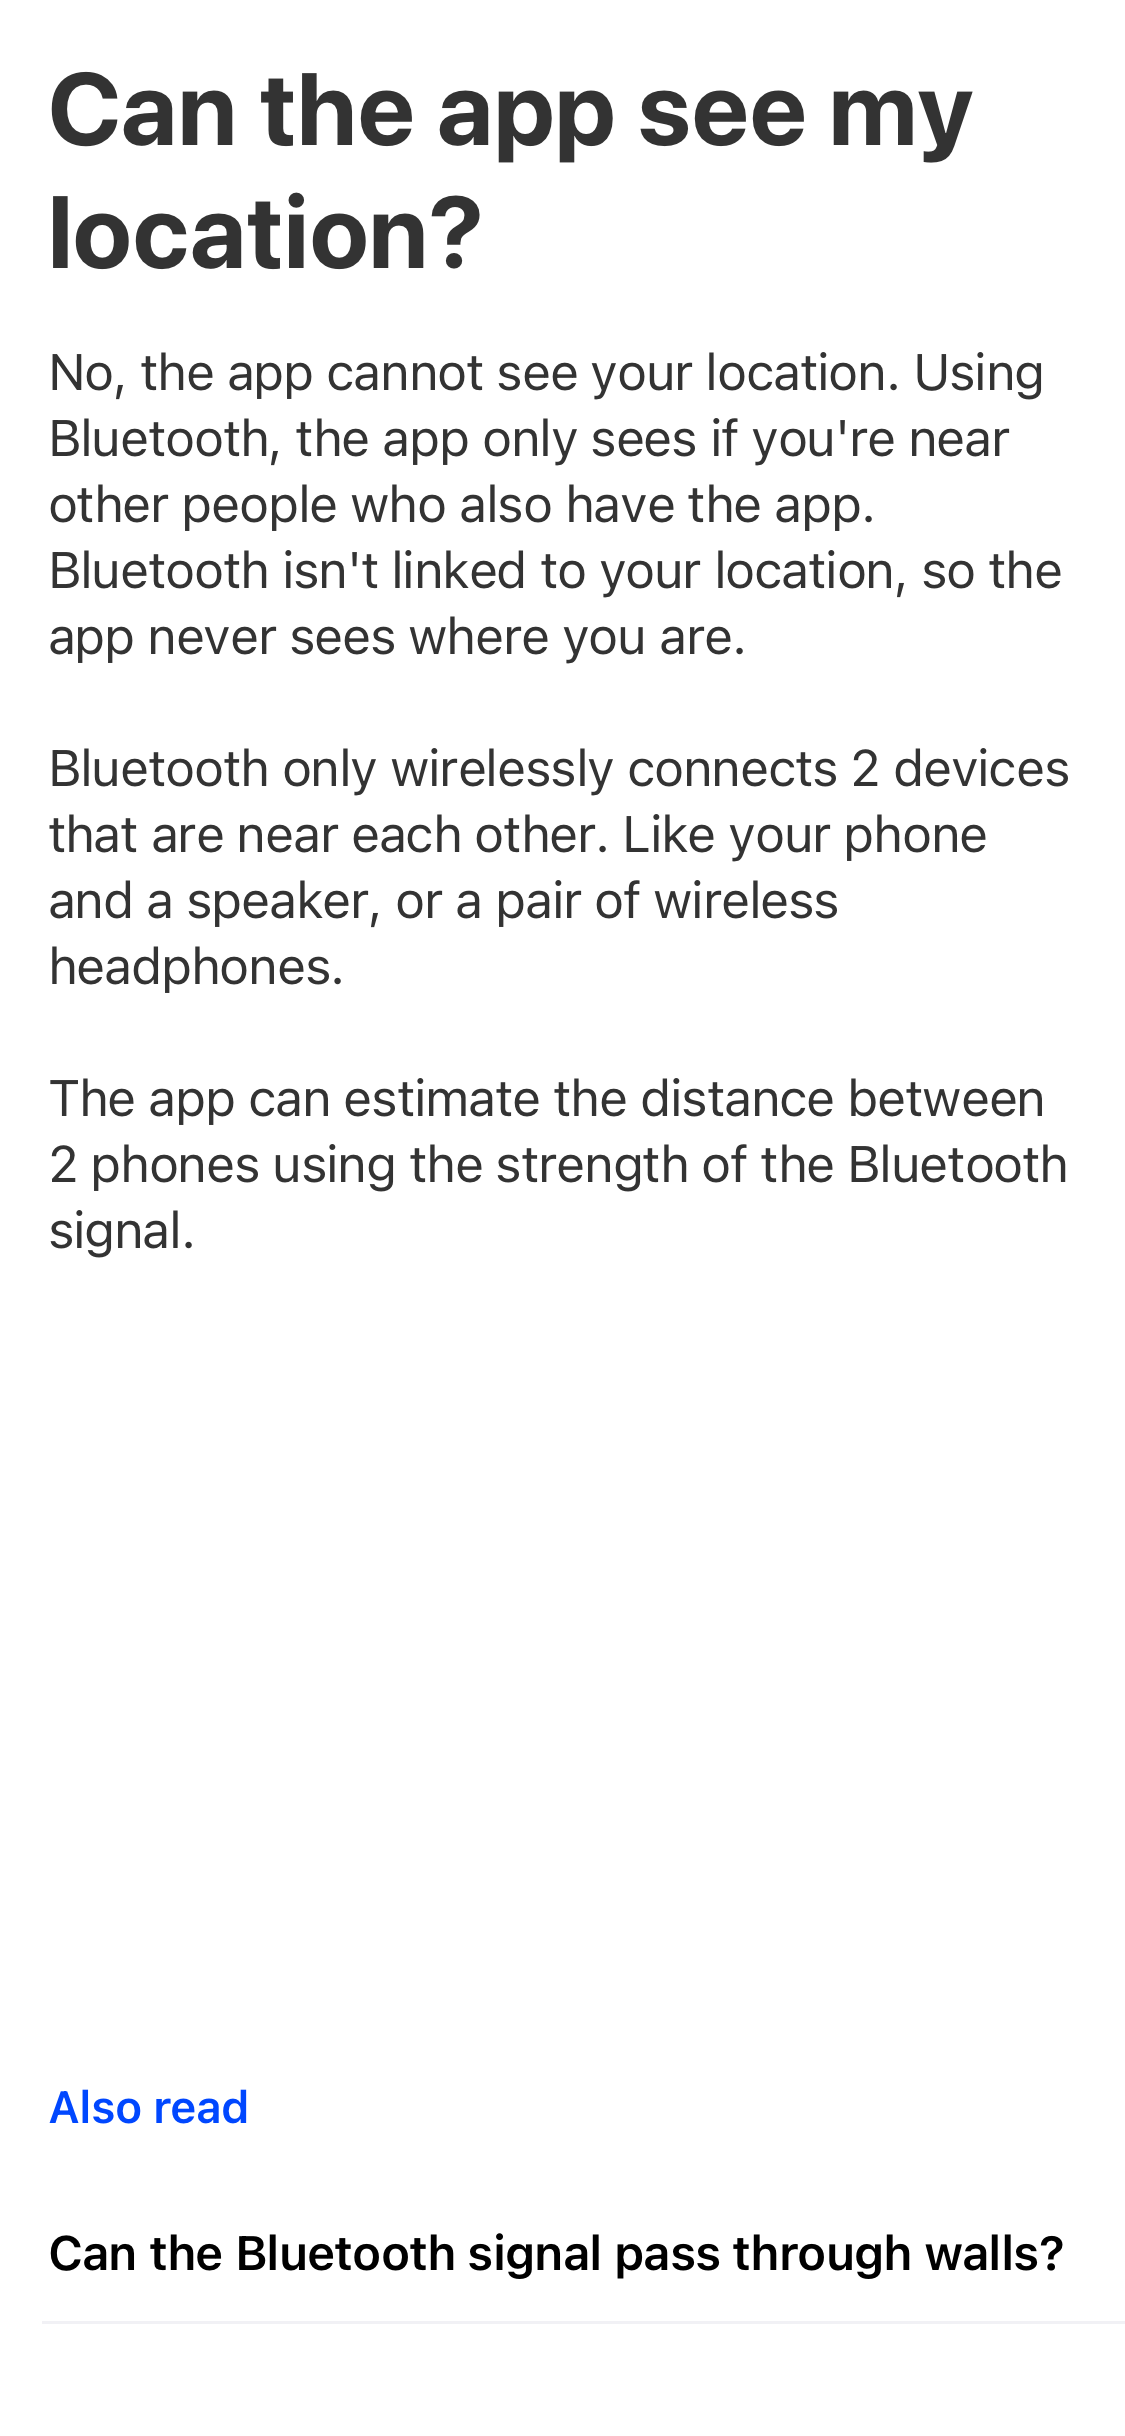 Can the app see my
location?
No, the app cannot see your location. Using
Bluetooth, the app only sees if you're near
other people who also have the app.
Bluetooth isn't linked to your location, so the
app never sees where you are.
Bluetooth only wirelessly connects 2 devices
that are near each other. Like your phone
and a speaker, or a pair of wireless
headphones.
The app can estimate the distance between
2 phones using the strength of the Bluetooth
signal.
Also read
Can the Bluetooth signal pass through walls?